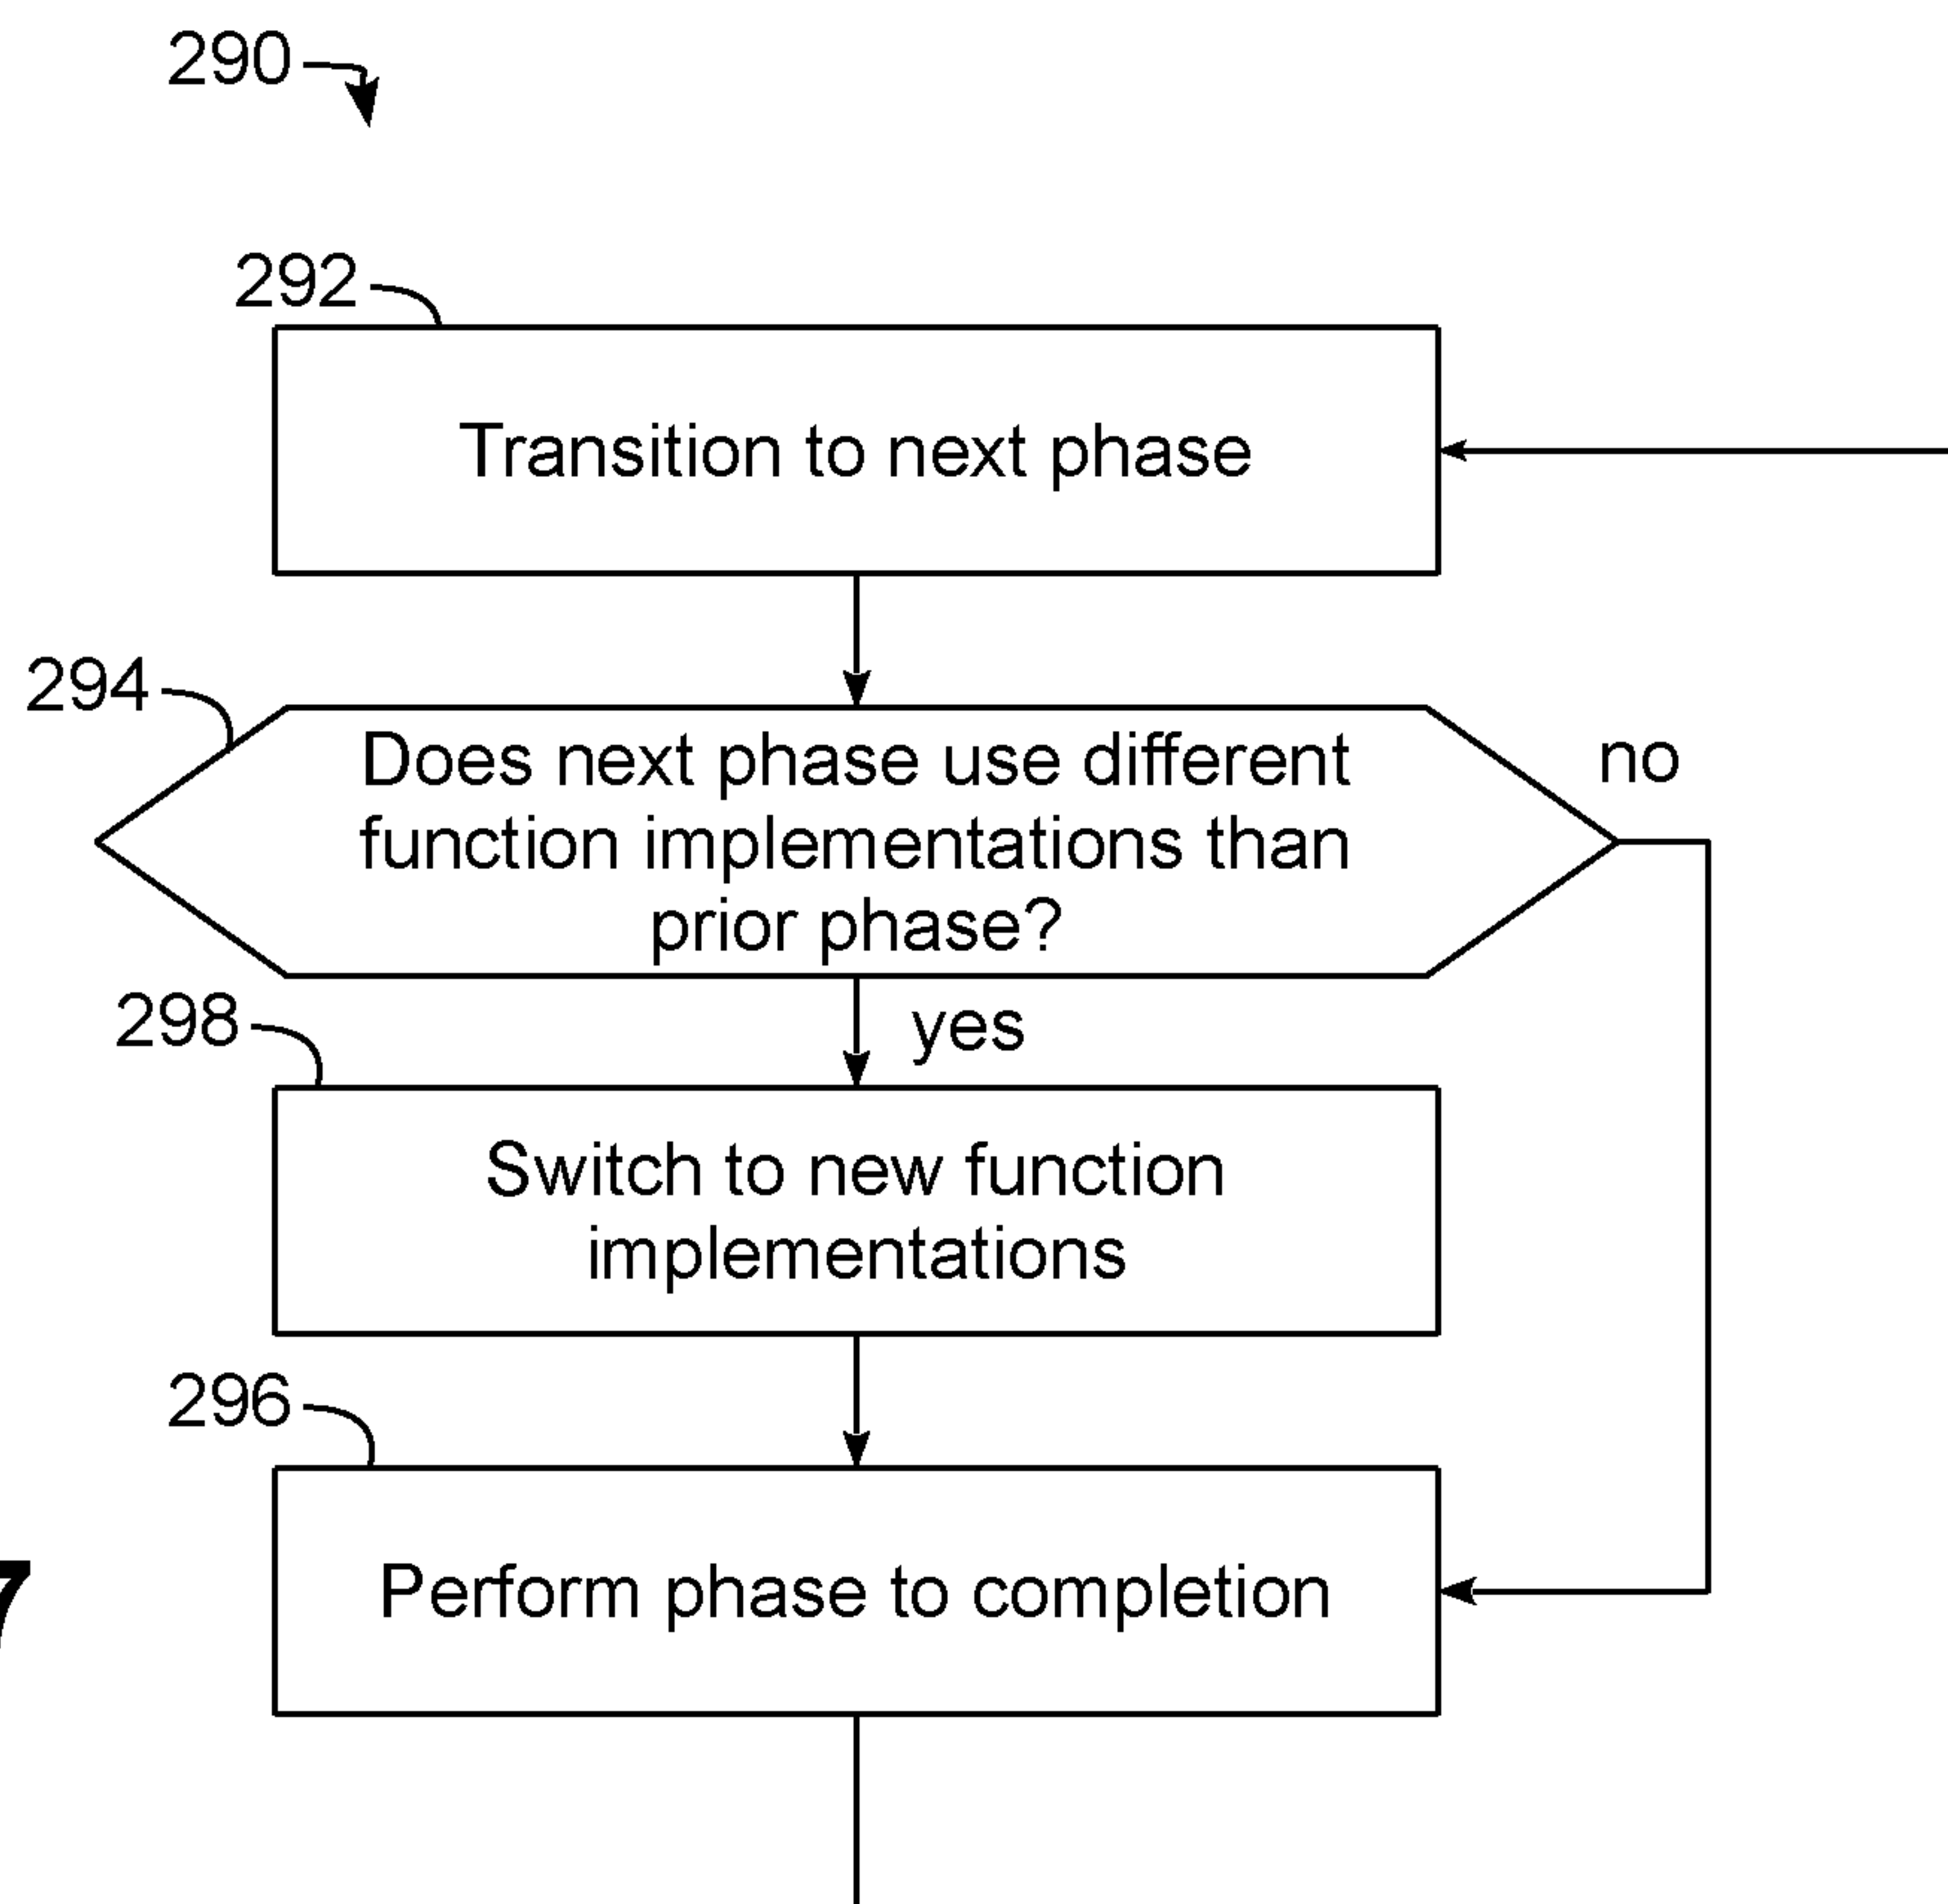 290
292
Transition to next phase
294
Does next phase use different
function implementations than
prior phase?
no
yes
298
Switch to new function
implementations
296
Perform phase to completion
7